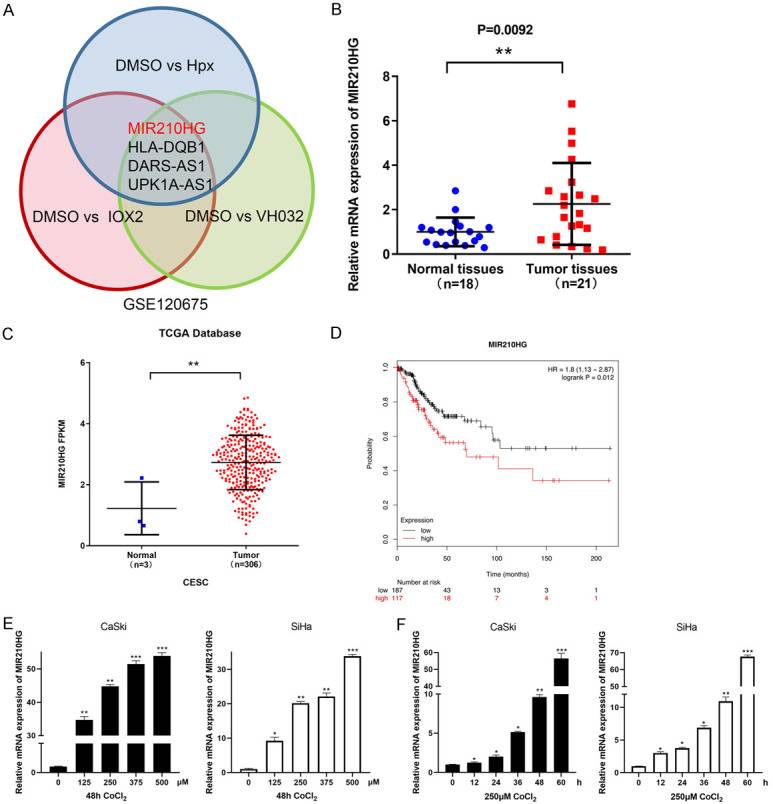 A
DMSO vs Hpx
MIR210HG
HLA-DQB1
DARS-AS1
UPK1A-AS1
DMSO vs IOX2
DMSO vs VH032
GSE120675
B
P=0.0092
**
Relative mRNA expression of MIR210HG
8
6
4
2
0
Normal tissues
(n=18)
Tumor tissues
(n=21)
C
TCGA Database
**
MIR210HG FPKM
6
4
2
0
Normal
(n=3)
Tumor
(n=306)
CESC
D
MIR210HG
HR = 1.8 (1.13 − 2.87)
logrank P = 0.012
Probability
1.0
0.8
0.6
0.4
0.2
0.0
Expression
low
high
0 50 100 150 200
Time (months)
Number at risk
low 187 43 13 3 1
high 117 18 7 4 1
E
CaSki
Relative mRNA expression of MIR210HG
50
40
30
2
0
**
**
***
***
0 125 250 375 500 μM
48h CoCl2
SiHa
Relative mRNA expression of MIR210HG
30
20
10
0
*
**
**
***
0 125 250 375 500 μM
48h CoCl2
F
CaSki
Relative mRNA expression of MIR210HG
70
60
50
40
30
20
10
5
0
*
*
*
**
***
0 12 24 36 48 60 h
250μM CoCl2
SiHa
Relative mRNA expression of MIR210HG
70
60
50
40
30
20
10
5
0
*
*
*
**
***
0 12 24 36 48 60 h
250μM CoCl2